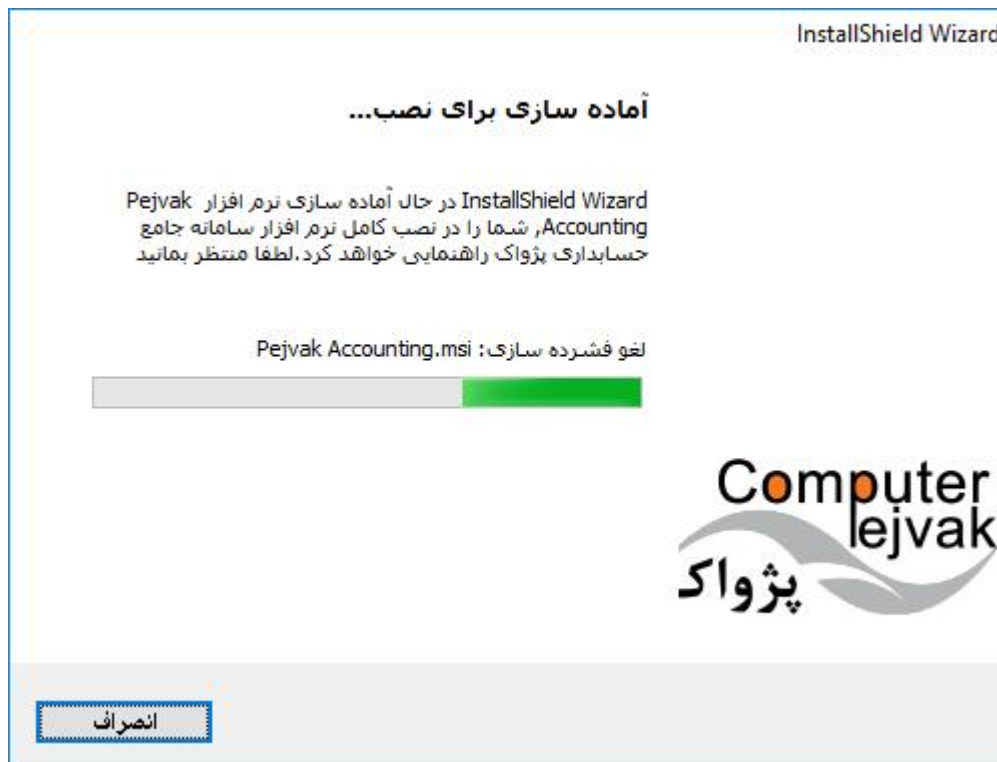 InstallShield Wizard
آماده سازی برای نصب...
InstallShield Wizard در حال آماده سازی نرم افزار Pejvak
Accounting, شما را در نصب کامل نرم افزار سامانه جامع
حسابداری پژواک راهنمایی خواهد کرد.لطفا منتظر بمانید
لغو فشرده سازی: Pejvak Accounting.msi
Computer
Pejvak
پژواک
انصراف